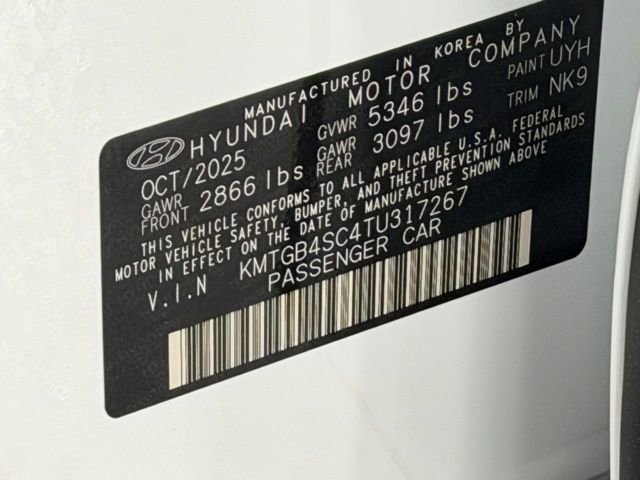 MANUFACTURED IN KOREA BY
HYUNDAI MOTOR COMPANY
OCT/2025 GVWR 5346 lbs PAINT UYH
GAWR FRONT 2866 lbs GAWR REAR 3097 lbs TRIM NK9
THIS VEHICLE CONFORMS TO ALL APPLICABLE U.S.A. FEDERAL
MOTOR VEHICLE SAFETY, BUMPER, AND THEFT PREVENTION STANDARDS
IN EFFECT ON THE DATE OF MANUFACTURE SHOWN ABOVE
V.I.N KMTGB4SC4TU317267
PASSENGER CAR